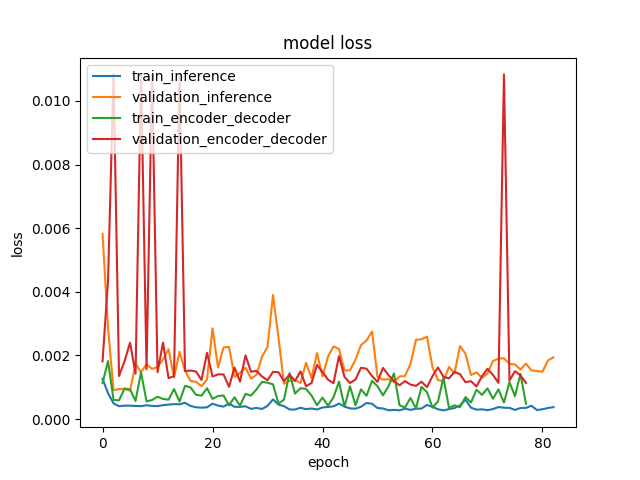 model loss
train_inference
validation_inference
train_encoder_decoder
validation_encoder_decoder
0.010
0.008
0.006
0.004
0.002
0.000
loss
0 20 40 60 80
epoch